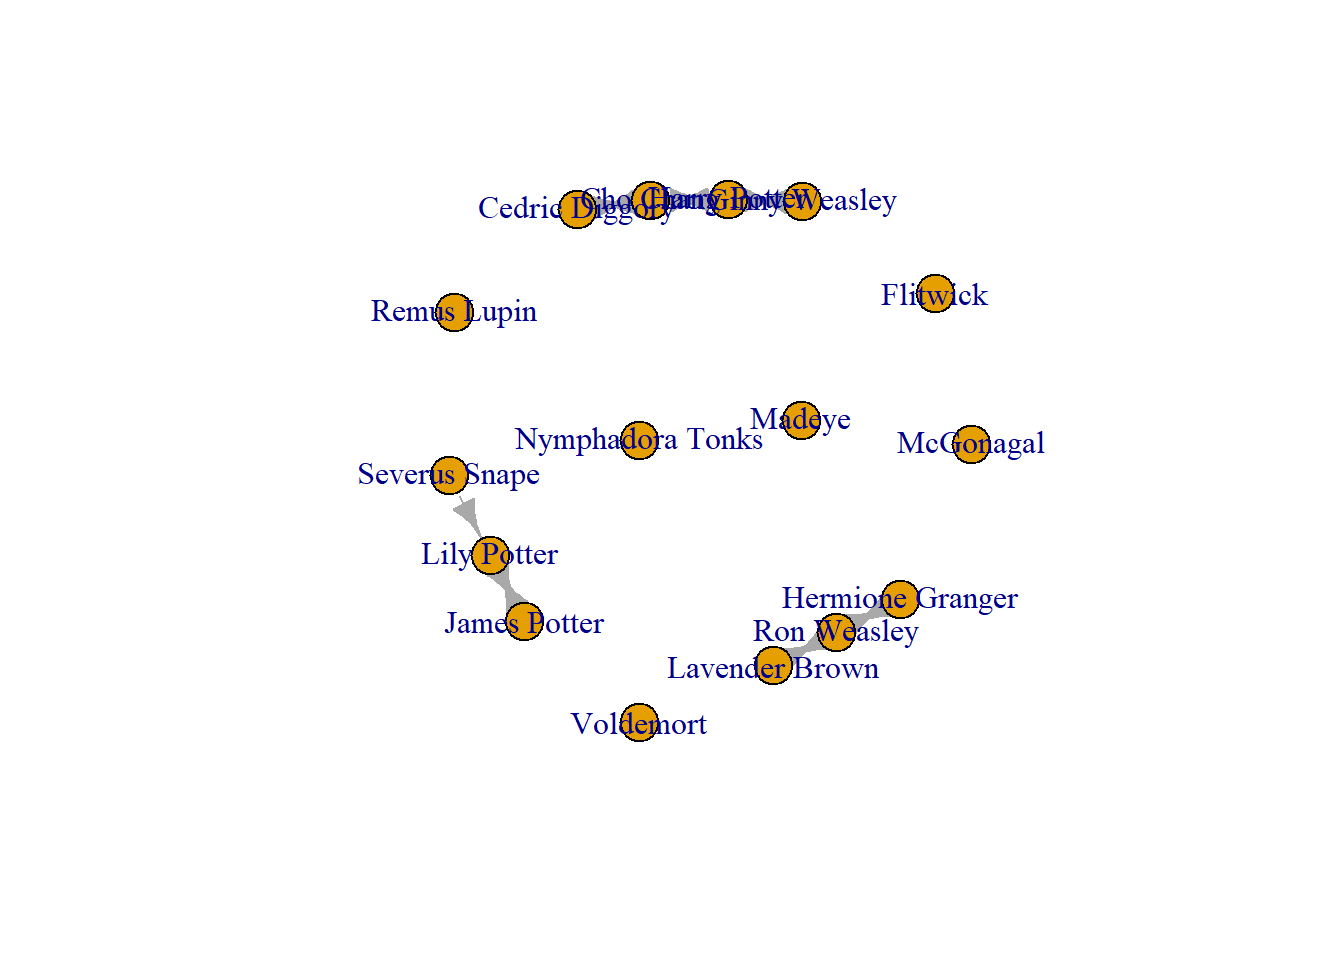 Cedric Diggory
Cho Chang
Harry Potter
Ginny Weasley
Remus Lupin
Flitwick
Nymphadora Tonks
Madeye
McGonagal
Severus Snape
Lily Potter
James Potter
Hermione Granger
Ron Weasley
Lavender Brown
Voldemort